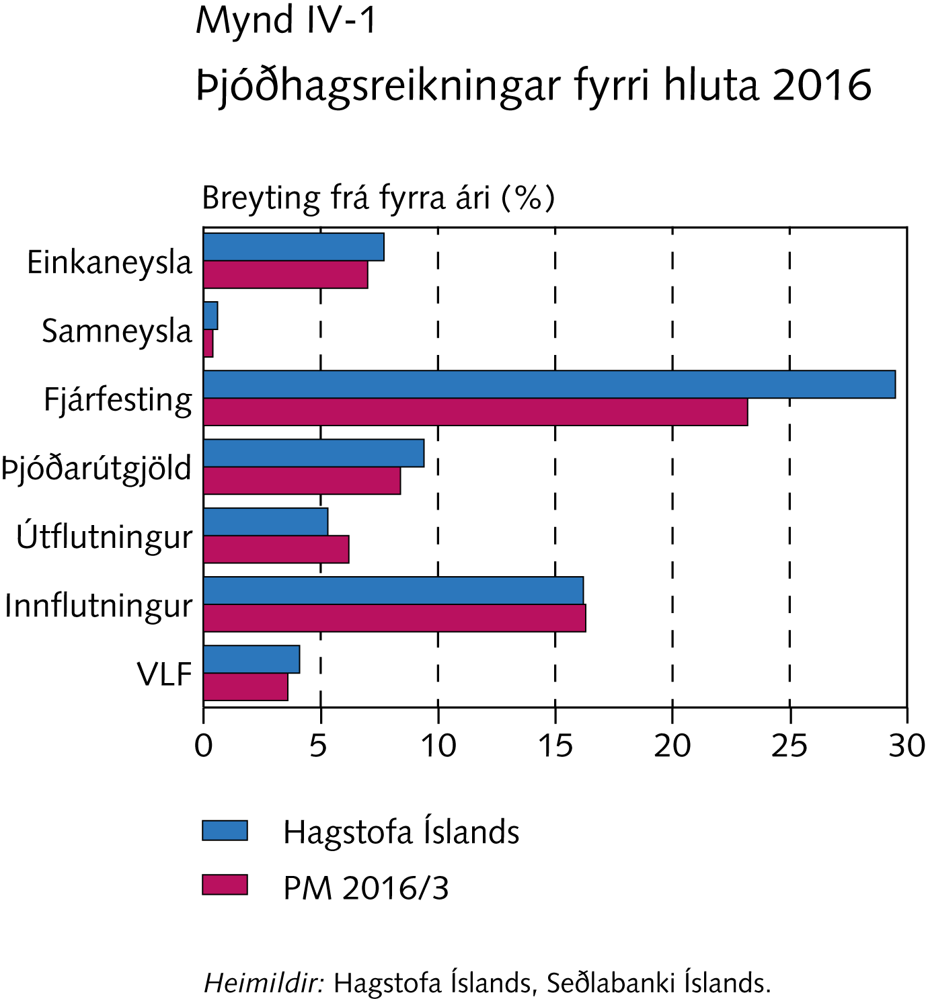 Mynd IV-1
Þjóðhagsreikningar fyrri hluta 2016
Breyting frá fyrra ári (%)
Einkaneysla
Samneysla
Fjárfesting
Þjóðarútgjöld
Útflutningur
Innflutningur
VLF
0 5 10 15 20 25 30
Hagstofa Íslands
PM 2016/3
Heimildir: Hagstofa Íslands, Seðlabanki Íslands.